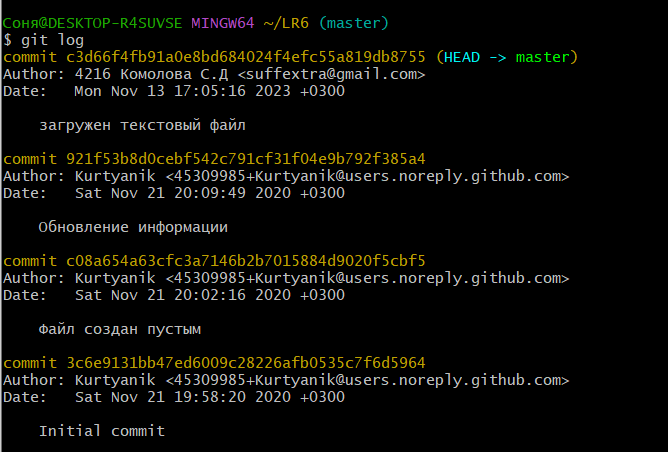 Соня@DESKTOP-R4SUVSE MINGW64 ~/LR6 (master)
$ git log
commit c3d66f4fb91a0e8bd684024f4efc55a819db8755 (HEAD -> master)
Author: 4216 Комолова С.Д <suffextra@gmail.com>
Date:   Mon Nov 13 17:05:16 2023 +0300
загружен текстовый файл
commit 921f53b8d0cebf542c791cf31f04e9b792f385a4
Author: Kurtyanik <45309985+Kurtyanik@users.noreply.github.com>
Date:   Sat Nov 21 20:09:49 2020 +0300
Обновление информации
commit c08a654a63cfc3a7146b2b7015884d9020f5cbf5
Author: Kurtyanik <45309985+Kurtyanik@users.noreply.github.com>
Date:   Sat Nov 21 20:02:16 2020 +0300
Файл создан пустым
commit 3c6e9131bb47ed6009c28226afb0535c7f6d5964
Author: Kurtyanik <45309985+Kurtyanik@users.noreply.github.com>
Date:   Sat Nov 21 19:58:20 2020 +0300
Initial commit